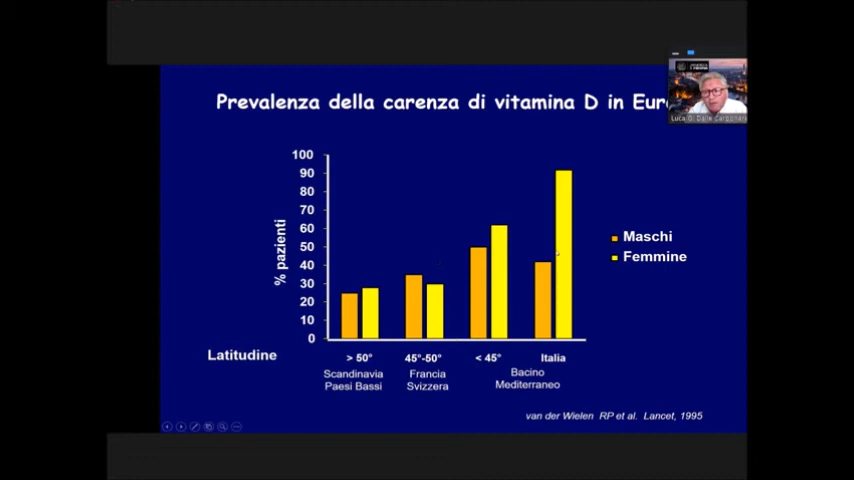 Prevalenza della carenza di vitamina D in Eur
Luca G. Dalle Carbonare
100
90
80
70
60
50
40
30
20
10
0
% pazienti
Maschi
Femmine
Latitudine
> 50° 45°-50° < 45° Italia
Scandinavia Francia Bacino
Paesi Bassi Svizzera Mediterraneo
van der Wielen RP et al. Lancet, 1995